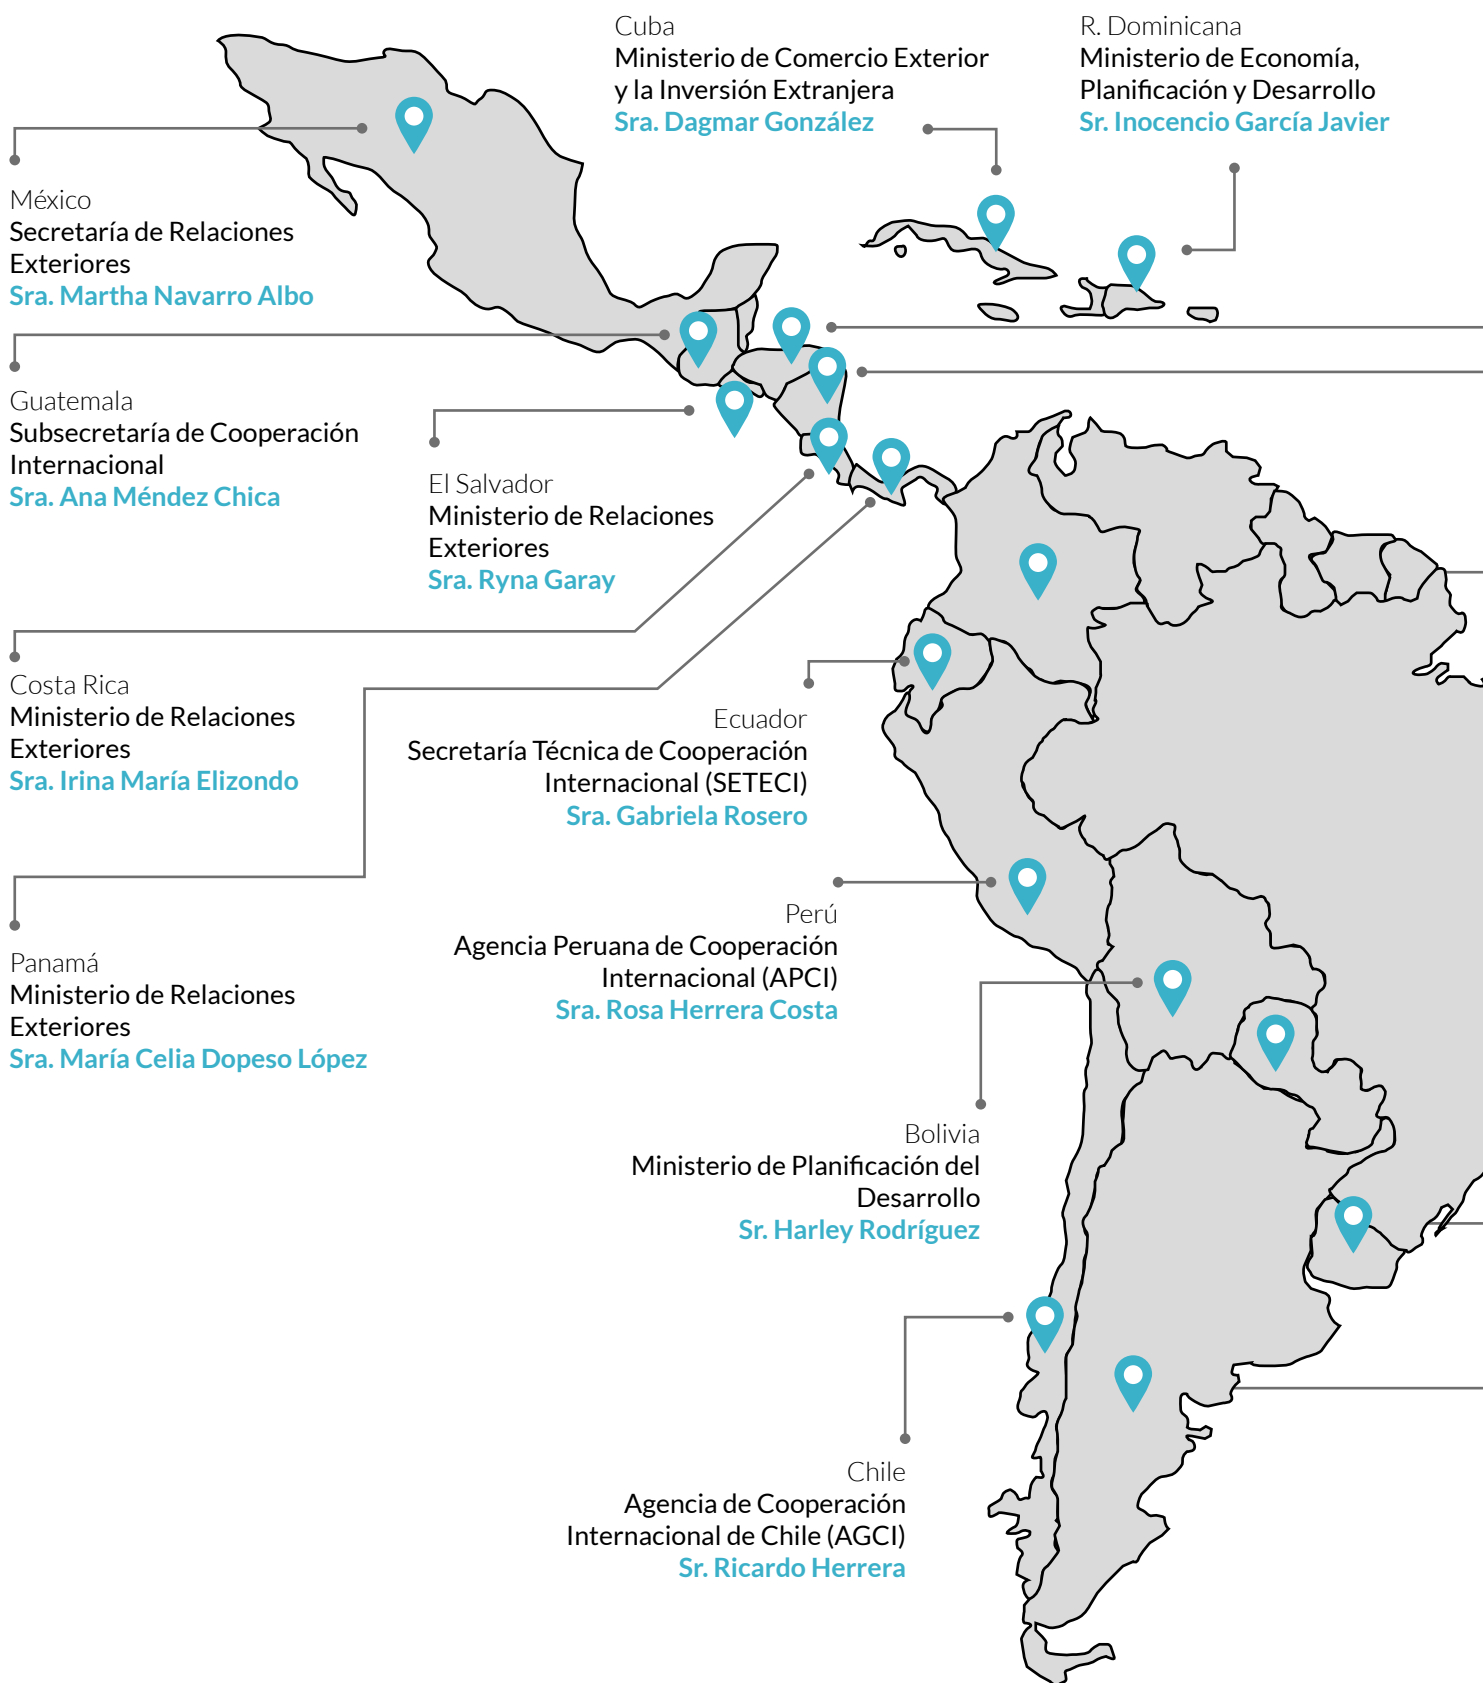 Cuba
Ministerio de Comercio Exterior
y la Inversión Extranjera
Sra. Dagmar González
R. Dominicana
Ministerio de Economía,
Planificación y Desarrollo
Sr. Inocencio García Javier
México
Secretaría de Relaciones
Exteriores
Sra. Martha Navarro Albo
Guatemala
Subsecretaría de Cooperación
Internacional
Sra. Ana Méndez Chica
El Salvador
Ministerio de Relaciones
Exteriores
Sra. Ryna Garay
Costa Rica
Ministerio de Relaciones
Exteriores
Sra. Irina María Elizondo
Ecuador
Secretaría Técnica de Cooperación
Internacional (SETECI)
Sra. Gabriela Rosero
Perú
Agencia Peruana de Cooperación
Internacional (APCI)
Sra. Rosa Herrera Costa
Panamá
Ministerio de Relaciones
Exteriores
Sra. María Celia Dopeso López
Bolivia
Ministerio de Planificación del
Desarrollo
Sr. Harley Rodríguez
Chile
Agencia de Cooperación
Internacional de Chile (AGCI)
Sr. Ricardo Herrera